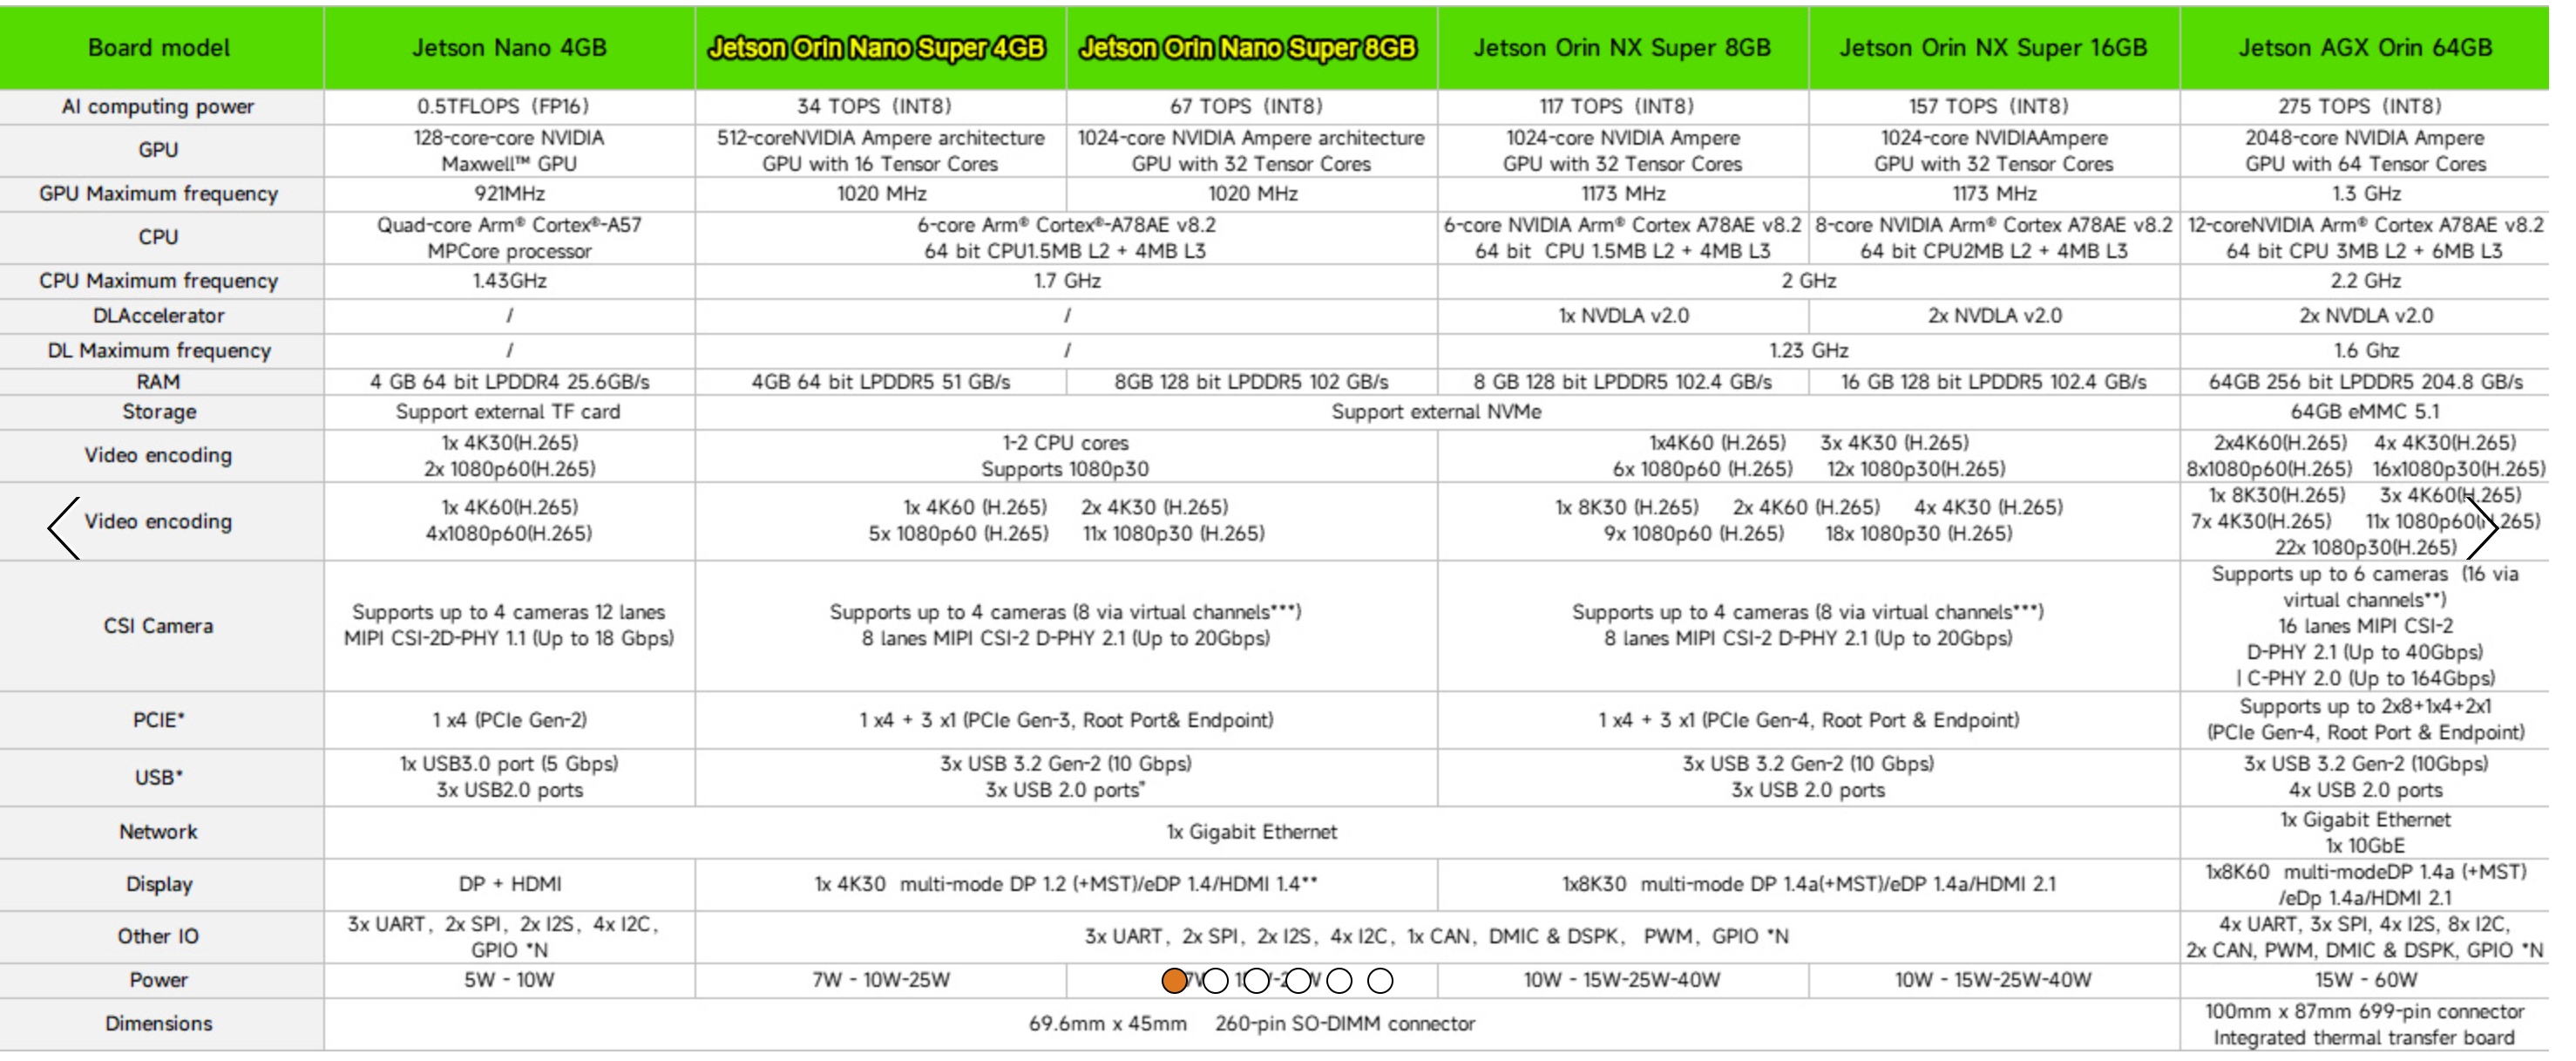 Board model
Jetson Nano 4GB
Jetson Orin Nano Super 4GB
Jetson Orin Nano Super 8GB
Jetson Orin NX Super 8GB
Jetson Orin NX Super 16GB
Jetson AGX Orin 64GB
AI computing power
0.5TFLOPS (FP16)
34 TOPS (INT8)
67 TOPS (INT8)
117 TOPS (INT8)
157 TOPS (INT8)
275 TOPS (INT8)
GPU
128-core-core NVIDIA
Maxwell™ GPU
512-coreNVIDIA Ampere architecture
GPU with 16 Tensor Cores
1024-core NVIDIA Ampere architecture
GPU with 32 Tensor Cores
1024-core NVIDIA Ampere
GPU with 32 Tensor Cores
1024-core NVIDIAAmpere
GPU with 32 Tensor Cores
2048-core NVIDIA Ampere
GPU with 64 Tensor Cores
GPU Maximum frequency
921MHz
1020 MHz
1020 MHz
1173 MHz
1173 MHz
1.3 GHz
CPU
Quad-core Arm® Cortex®-A57
MPCore processor
6-core Arm® Cortex®-A78AE v8.2
64 bit CPU1.5MB L2 + 4MB L3
6-core NVIDIA Arm® Cortex A78AE v8.2
64 bit CPU 1.5MB L2 + 4MB L3
8-core NVIDIA Arm® Cortex A78AE v8.2
64 bit CPU2MB L2 + 4MB L3
12-coreNVIDIA Arm® Cortex A78AE v8.2
64 bit CPU 3MB L2 + 6MB L3
CPU Maximum frequency
1.43GHz
1.7 GHz
2 GHz
2.2 GHz
DLAccelerator
/
/
1x NVDLA v2.0
2x NVDLA v2.0
2x NVDLA v2.0
DL Maximum frequency
/
/
1.23 GHz
1.6 Ghz
RAM
4 GB 64 bit LPDDR4 25.6GB/s
4GB 64 bit LPDDR5 51 GB/s
8GB 128 bit LPDDR5 102 GB/s
8 GB 128 bit LPDDR5 102.4 GB/s
16 GB 128 bit LPDDR5 102.4 GB/s
64GB 256 bit LPDDR5 204.8 GB/s
Storage
Support external TF card
Support external NVMe
64GB eMMC 5.1
Video encoding
1x 4K30(H.265)
2x 1080p60(H.265)
1-2 CPU cores
Supports 1080p30
1x4K60 (H.265) 3x 4K30 (H.265)
6x 1080p60 (H.265) 12x 1080p30(H.265)
2x4K60(H.265) 4x 4K30(H.265)
8x1080p60(H.265) 16x1080p30(H.265)
Video encoding
1x 4K60(H.265)
4x1080p60(H.265)
1x 4K60 (H.265) 2x 4K30 (H.265)
5x 1080p60 (H.265) 11x 1080p30 (H.265)
1x 8K30 (H.265) 2x 4K60 (H.265) 4x 4K30 (H.265)
9x 1080p60 (H.265) 18x 1080p30 (H.265)
1x 8K30(H.265) 3x 4K60(H.265)
7x 4K30(H.265) 11x 1080p60(H.265)
22x 1080p30(H.265)
CSI Camera
Supports up to 4 cameras 12 lanes
MIPI CSI-2D-PHY 1.1 (Up to 18 Gbps)
Supports up to 4 cameras (8 via virtual channels***)
8 lanes MIPI CSI-2 D-PHY 2.1 (Up to 20Gbps)
Supports up to 4 cameras (8 via virtual channels***)
8 lanes MIPI CSI-2 D-PHY 2.1 (Up to 20Gbps)
Supports up to 6 cameras (16 via
virtual channels**)
16 lanes MIPI CSI-2
D-PHY 2.1 (Up to 40Gbps)
| C-PHY 2.0 (Up to 164Gbps)
PCIE*
1 x4 (PCIe Gen-2)
1 x4 + 3 x1 (PCIe Gen-3, Root Port& Endpoint)
1 x4 + 3 x1 (PCIe Gen-4, Root Port & Endpoint)
Supports up to 2x8+1x4+2x1
(PCIe Gen-4, Root Port & Endpoint)
USB*
1x USB3.0 port (5 Gbps)
3x USB2.0 ports
3x USB 3.2 Gen-2 (10 Gbps)
3x USB 2.0 ports"
3x USB 3.2 Gen-2 (10 Gbps)
3x USB 2.0 ports
3x USB 3.2 Gen-2 (10Gbps)
4x USB 2.0 ports
Network
1x Gigabit Ethernet
1x Gigabit Ethernet
1x 10GbE
Display
DP + HDMI
1x 4K30 multi-mode DP 1.2 (+MST)/eDP 1.4/HDMI 1.4**
1x8K30 multi-mode DP 1.4a(+MST)/eDP 1.4a/HDMI 2.1
1x8K60 multi-modeDP 1.4a (+MST)
/eDp 1.4a/HDMI 2.1
Other IO
3x UART, 2x SPI, 2x I2S, 4x I2C,
GPIO *N
3x UART, 2x SPI, 2x I2S, 4x I2C, 1x CAN, DMIC & DSPK, PWM, GPIO *N
4x UART, 3x SPI, 4x I2S, 8x I2C,
2x CAN, PWM, DMIC & DSPK, GPIO *N
Power
5W - 10W
7W - 10W-25W
10W - 15W-25W-40W
10W - 15W-25W-40W
15W - 60W
Dimensions
69.6mm x 45mm 260-pin SO-DIMM connector
100mm x 87mm 699-pin connector
Integrated thermal transfer board